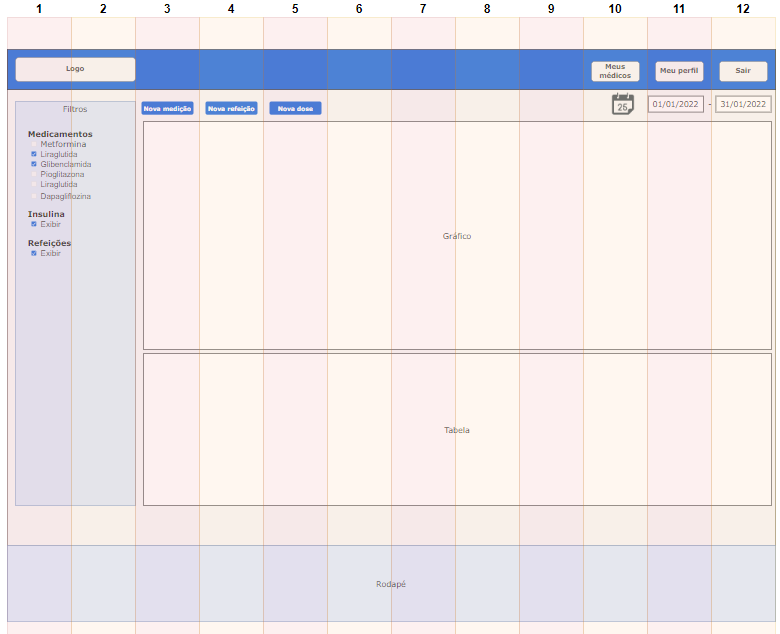 1 2 3 4 5 6 7 8 9 10 11 12
Logo
Meus
médicos
Meu perfil
Sair
Filtros
Nova medição
Nova refeição
Nova dose
25
01/01/2022 - 31/01/2022
Medicamentos
Metformina
Liraglutida
Glibenclamida
Pioglitazona
Liraglutida
Dapagliflozina
Insulina
Exibir
Refeições
Exibir
Gráfico
Tabela
Rodapé